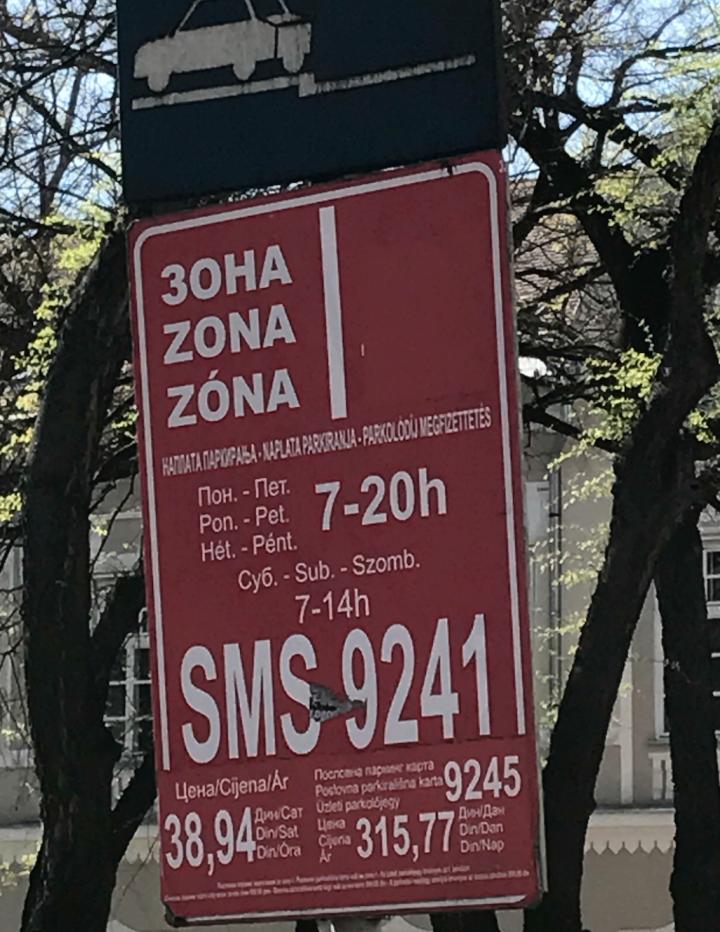 ЗОНА
ZONA
ZÓNA
I
НАПЛАТА ПАРКИРАЊА - NAPLATA PARKIRANJA - PARKOLÓDÍJ MEGFIZETTETÉS
Пон. - Пет.
Pon. - Pet.
Hét. - Pént.
7-20h
Суб. - Sub. - Szomb.
7-14h
SMS 9241
Цена/Cijena/Ár
38,94
Дин/Сат
Din/Sat
Din/Óra
Пословна паркинг карта
Poslovna parkirališna karta
Üzleti parkolójegy
9245
Цена
Cijena
Ár
315,77
Дин/Дан
Din/Dan
Din/Nap